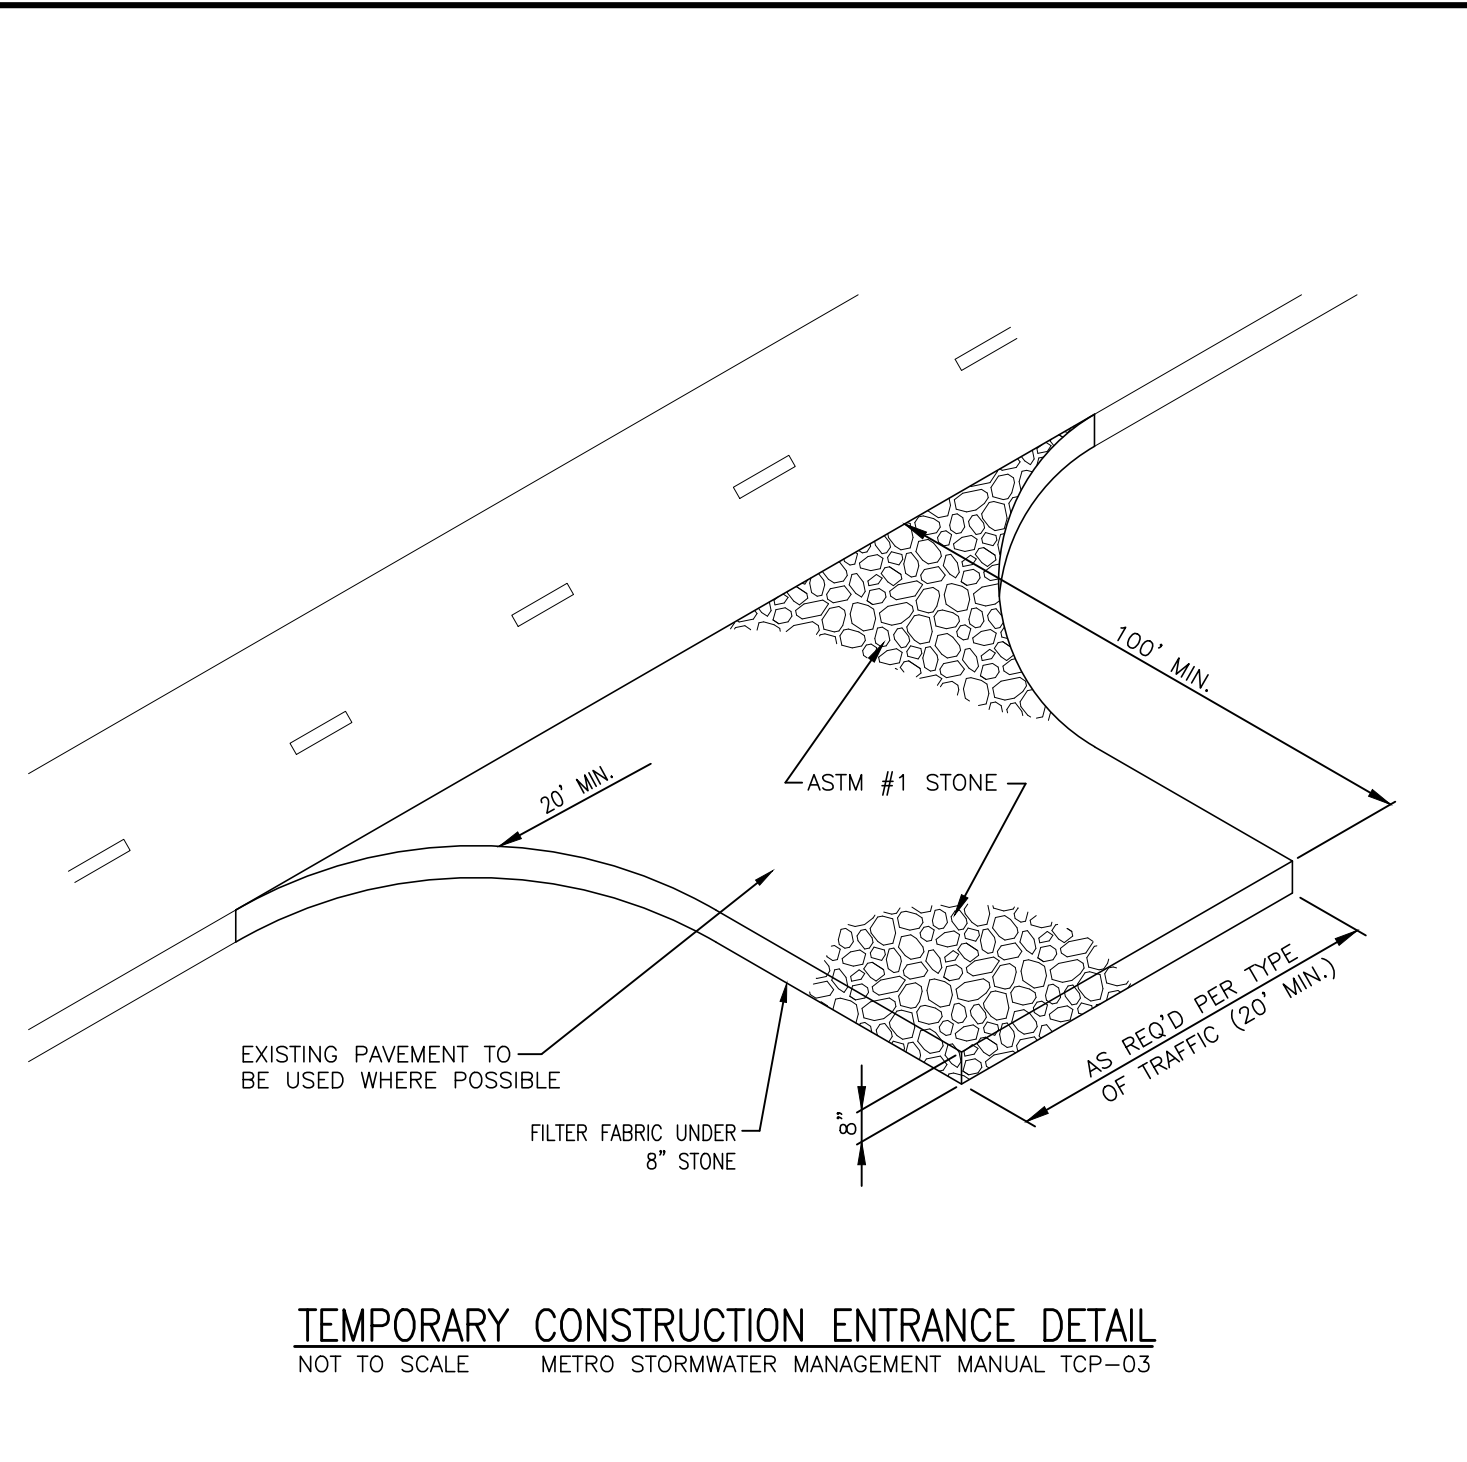 100' MIN.
20' MIN.
ASTM #1 STONE
AS REQ'D PER TYPE
OF TRAFFIC (20' MIN.)
EXISTING PAVEMENT TO
BE USED WHERE POSSIBLE
8"
FILTER FABRIC UNDER
8" STONE
TEMPORARY CONSTRUCTION ENTRANCE DETAIL
NOT TO SCALE METRO STORMWATER MANAGEMENT MANUAL TCP-03